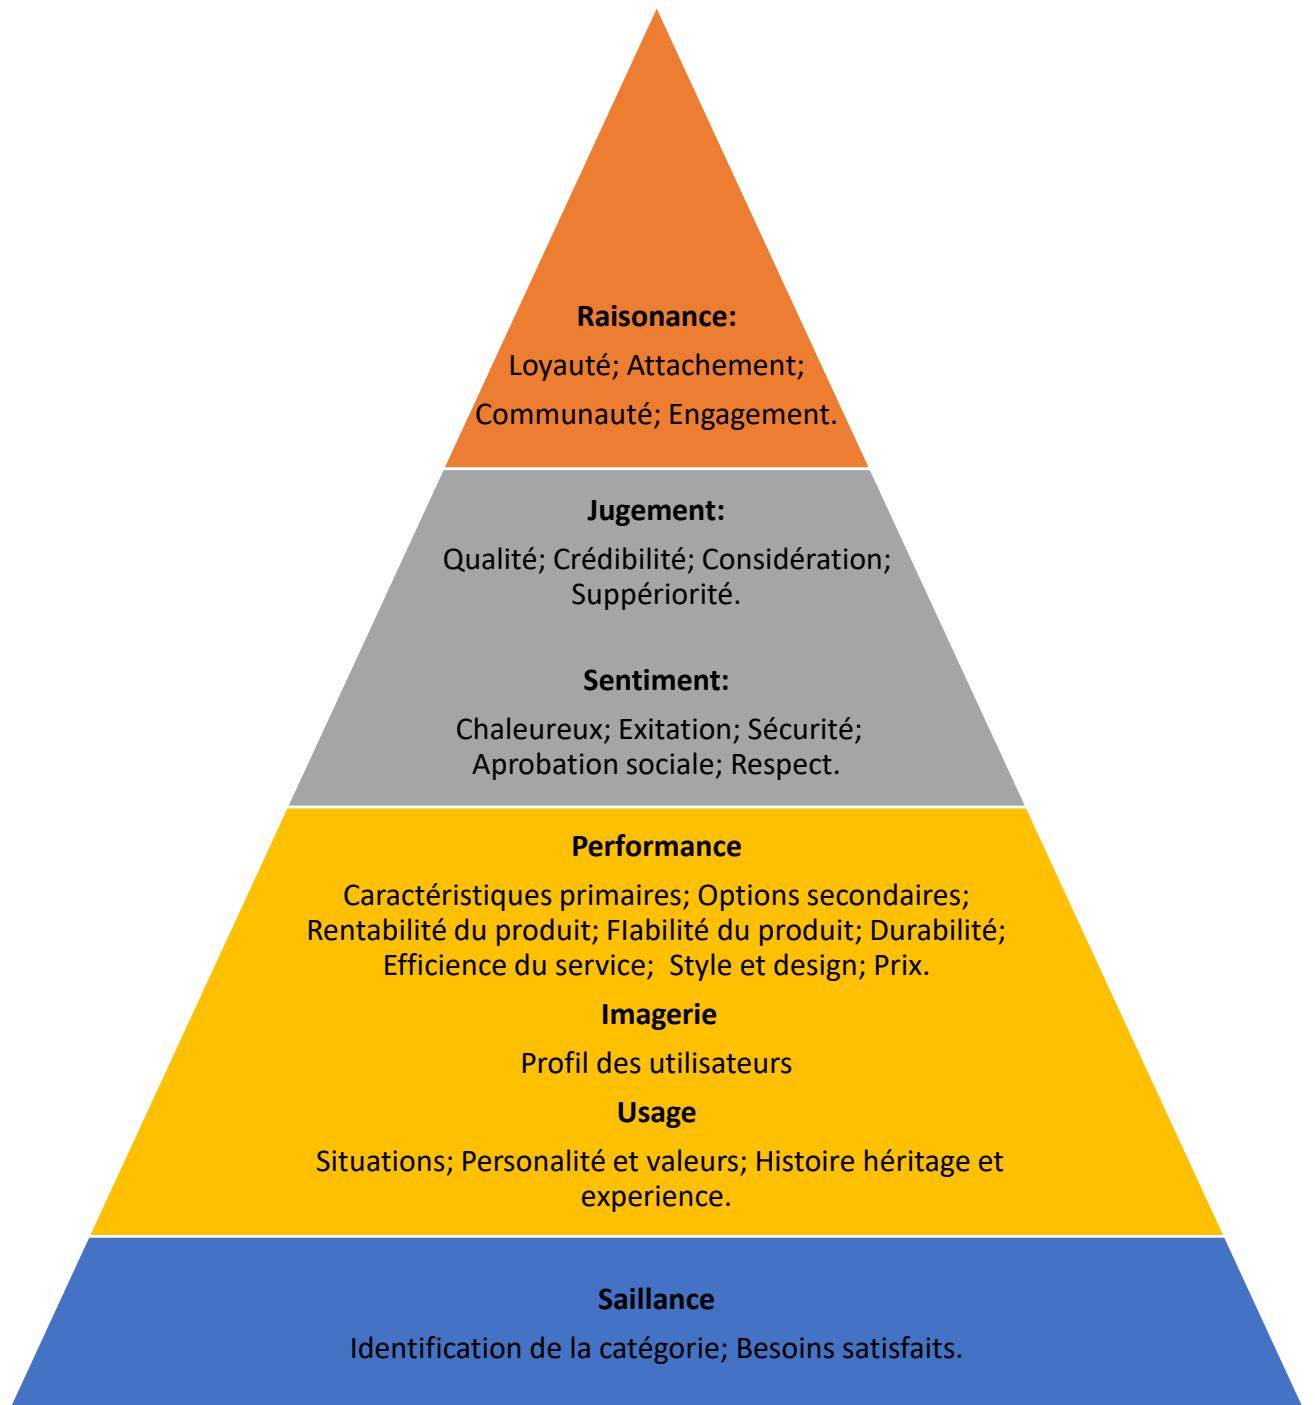 Raisonance:
Loyauté; Attachement;
Communauté; Engagement.
Jugement:
Qualité; Crédibilité; Considération;
Suppériorité.
Sentiment:
Chaleureux; Exitation; Sécurité;
Aprobation sociale; Respect.
Performance
Caractéristiques primaires; Options secondaires;
Rentabilité du produit; FIabilité du produit; Durabilité;
Efficience du service;  Style et design; Prix.
Imagerie
Profil des utilisateurs
Usage
Situations; Personalité et valeurs; Histoire héritage et
experience.
Saillance
Identification de la catégorie; Besoins satisfaits.